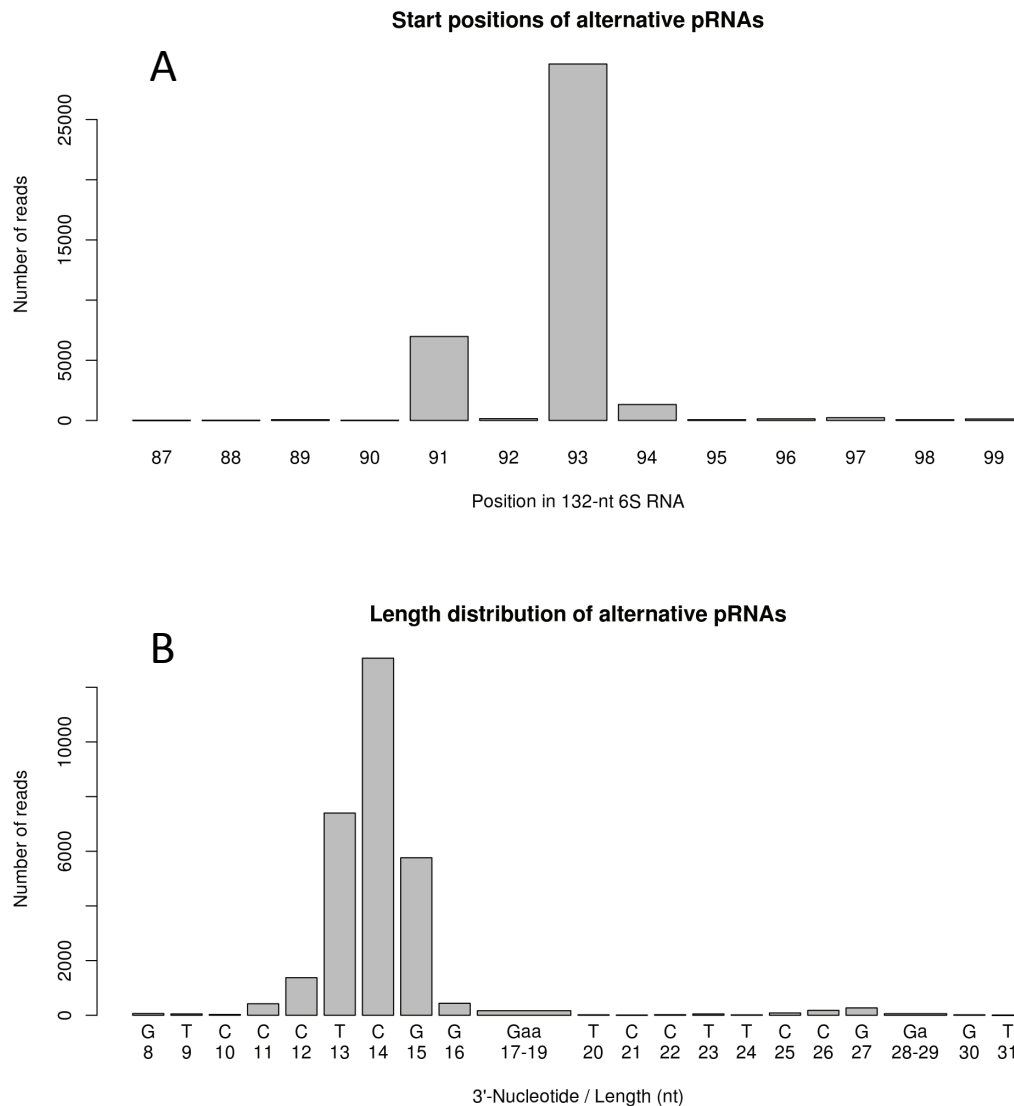 Start positions of alternative pRNAs
A
Number of reads
25000
15000
5000
0
87 88 89 90 91 92 93 94 95 96 97 98 99
Position in 132-nt 6S RNA
Length distribution of alternative pRNAs
B
Number of reads
10000
6000
2000
0
G T C C C T C G G Gaa T C C T T C C G Ga G T
8 9 10 11 12 13 14 15 16 17-19 20 21 22 23 24 25 26 27 28-29 30 31
3'-Nucleotide / Length (nt)